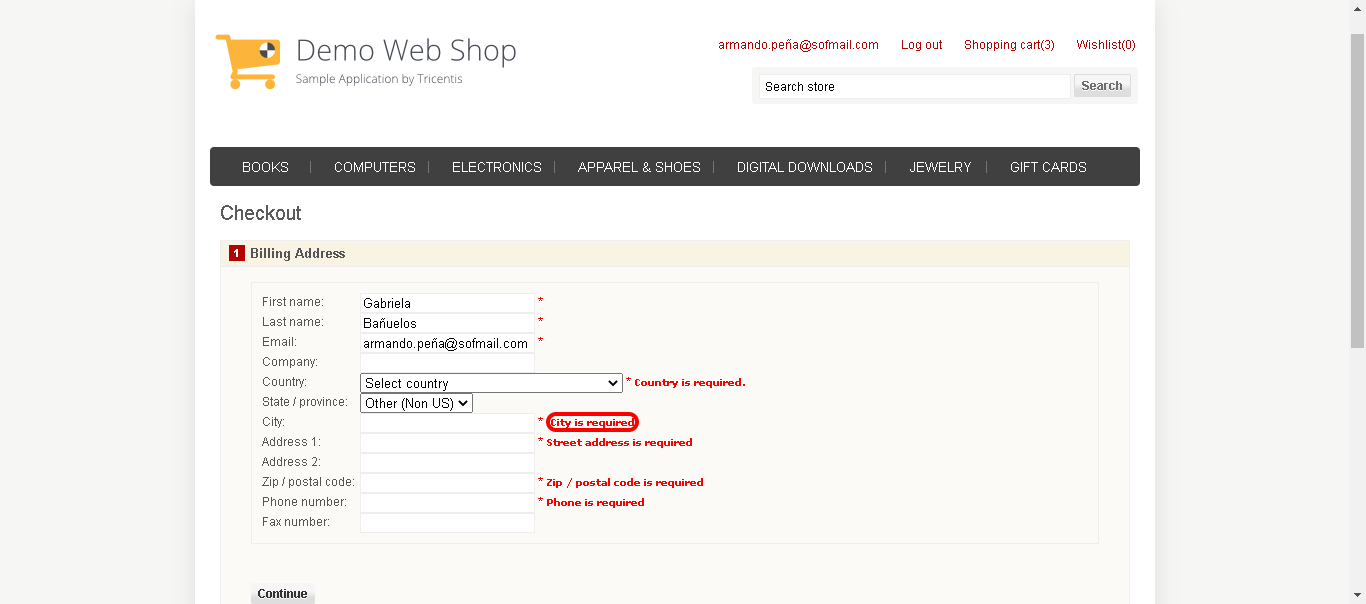 Demo Web Shop
Sample Application by Tricentis
armando.peña@sofmail.com Log out Shopping cart(3) Wishlist(0)
Search store Search
BOOKS COMPUTERS ELECTRONICS APPAREL & SHOES DIGITAL DOWNLOADS JEWELRY GIFT CARDS
Checkout
1 Billing Address
First name: Gabriela *
Last name: Bañuelos *
Email: armando.peña@sofmail.com *
Company:
Country: Select country * Country is required.
State / province: Other (Non US)
City: * City is required
Address 1: * Street address is required
Address 2:
Zip / postal code: * Zip / postal code is required
Phone number: * Phone is required
Fax number:
Continue